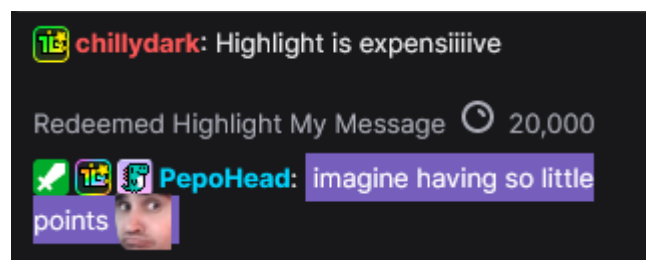 chillydark: Highlight is expensiiiive
Redeemed Highlight My Message 20,000
PepoHead: imagine having so little
points